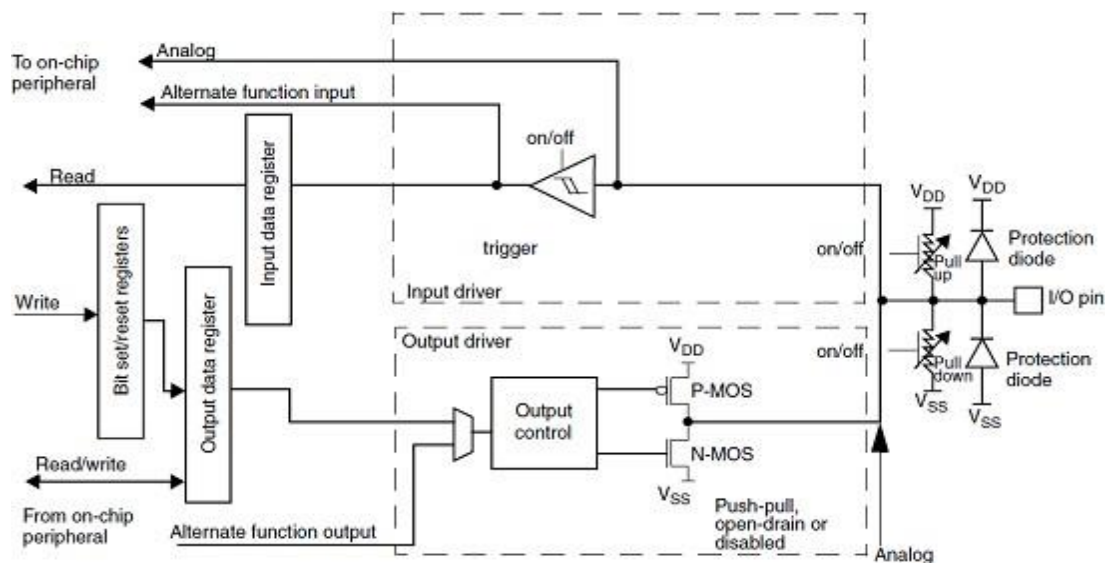 To on-chip
peripheral
Analog
Alternate function input
on/off
Read
Input data register
trigger
Input driver
Bit set/reset registers
Write
Output data register
Read/write
From on-chip
peripheral
Alternate function output
Output driver
Output
control
VDD
P-MOS
N-MOS
VSS
Push-pull,
open-drain or
disabled
Analog
VDD
VDD
on/off
Pull
up
Protection
diode
I/O pin
on/off
Pull
down
Protection
diode
VSS
VSS